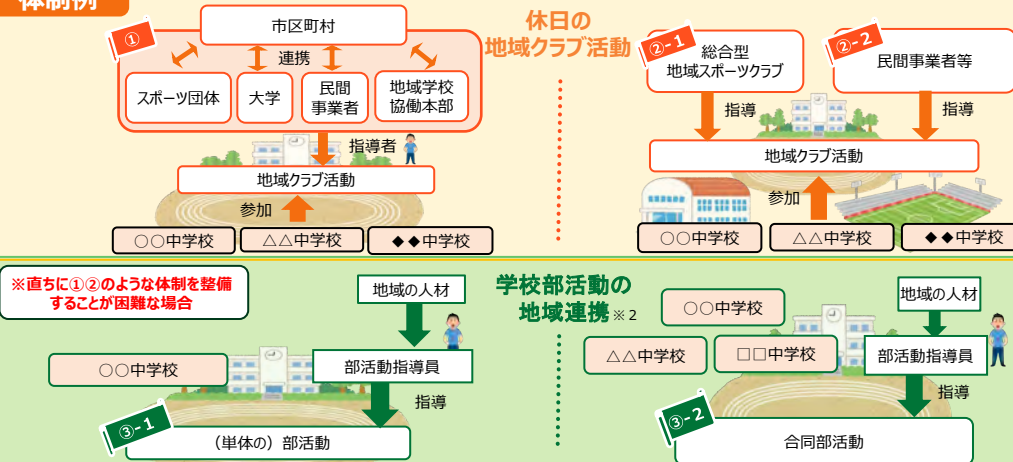 体制例
①
市区町村
連携
スポーツ団体
大学
民間
事業者
地域学校
協働本部
指導者
地域クラブ活動
参加
○○中学校
△△中学校
◆◆中学校
休日の
地域クラブ活動
②-1
総合型
地域スポーツクラブ
②-2
民間事業者等
指導
指導
地域クラブ活動
参加
○○中学校
△△中学校
◆◆中学校
※直ちに①②のような体制を整備
することが困難な場合
地域の人材
○○中学校
部活動指導員
指導
③-1
（単体の）部活動
学校部活動の
地域連携※２
○○中学校
△△中学校
□□中学校
地域の人材
部活動指導員
指導
③-2
合同部活動